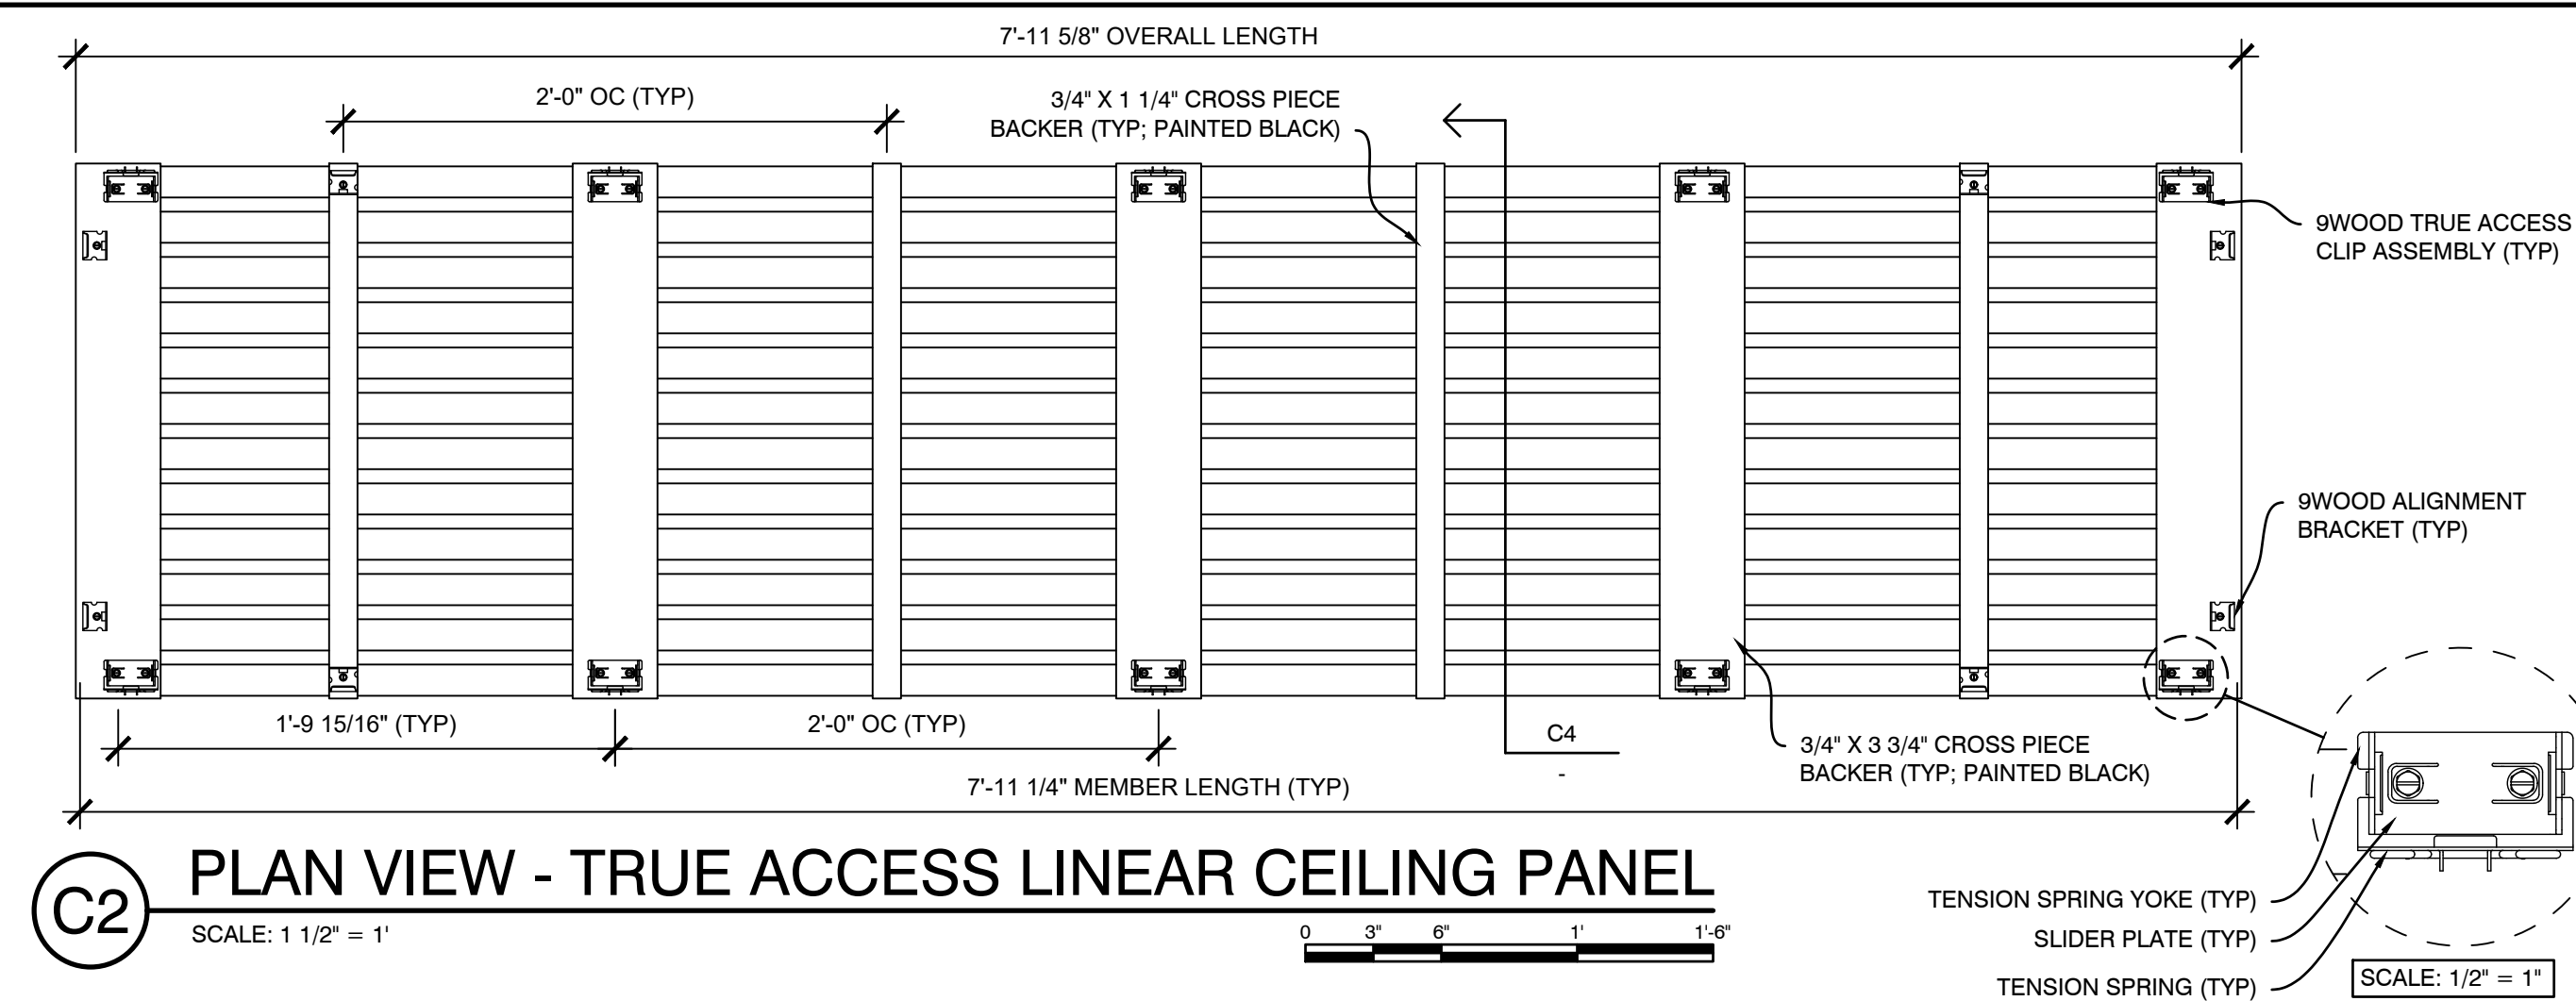 7'-11 5/8" OVERALL LENGTH
2'-0" OC (TYP)
3/4" X 1 1/4" CROSS PIECE
BACKER (TYP; PAINTED BLACK)
9WOOD TRUE ACCESS
CLIP ASSEMBLY (TYP)
9WOOD ALIGNMENT
BRACKET (TYP)
1'-9 15/16" (TYP)
2'-0" OC (TYP)
C4
-
3/4" X 3 3/4" CROSS PIECE
BACKER (TYP; PAINTED BLACK)
7'-11 1/4" MEMBER LENGTH (TYP)
C2
PLAN VIEW - TRUE ACCESS LINEAR CEILING PANEL
SCALE: 1 1/2" = 1'
0 3" 6" 1' 1'-6"
TENSION SPRING YOKE (TYP)
SLIDER PLATE (TYP)
TENSION SPRING (TYP)
SCALE: 1/2" = 1"